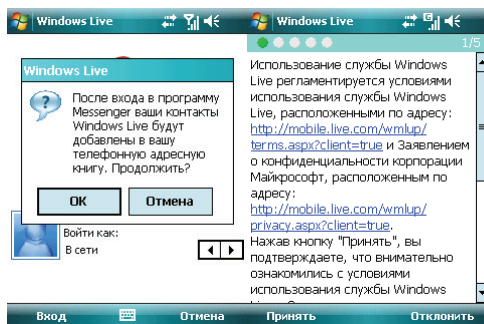 Windows Live
Windows Live
После входа в программу
Messenger ваши контакты
Windows Live будут
добавлены в вашу
телефонную адресную
книгу. Продолжить?
OK
Отмена
Войти как:
В сети
Вход
Отмена
Windows Live
G
1/5
Использование службы Windows
Live регламентируется условиями
использования службы Windows
Live, расположенными по адресу:
http://mobile.live.com/wmlup/
terms.aspx?client=true и Заявлением
о конфиденциальности корпорации
Майкрософт, расположенным по
адресу:
http://mobile.live.com/wmlup/
privacy.aspx?client=true.
Нажав кнопку "Принять", вы
подтверждаете, что внимательно
ознакомились с условиями
использования службы Windows
Принять
Отклонить